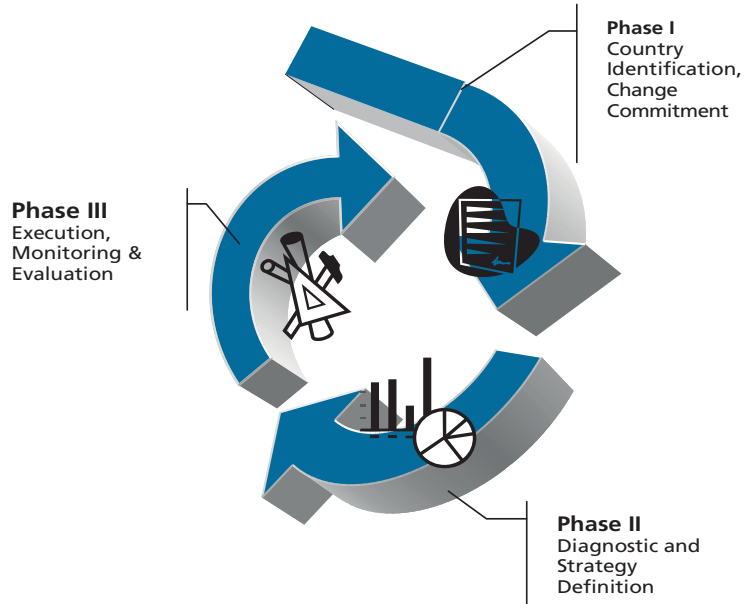 Phase I
Country
Identification,
Change
Commitment
Phase III
Execution,
Monitoring &
Evaluation
Phase II
Diagnostic and
Strategy
Definition